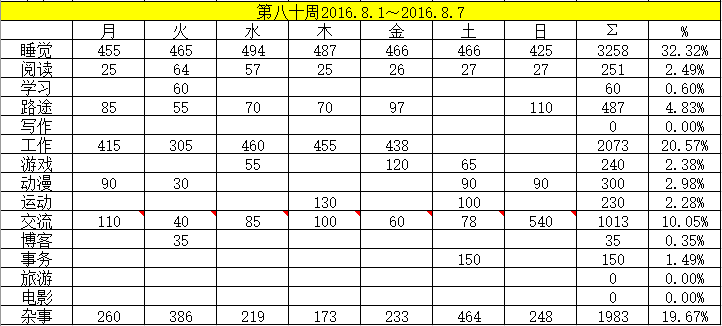 第八十周2016.8.1～2016.8.7
月 火 水 木 金 土 日 Σ %
睡觉 455 465 494 487 466 466 425 3258 32.32%
阅读 25 64 57 25 26 27 27 251 2.49%
学习 60 60 0.60%
路途 85 55 70 70 97 110 487 4.83%
写作 0 0.00%
工作 415 305 460 455 438 2073 20.57%
游戏 55 120 65 240 2.38%
动漫 90 30 90 90 300 2.98%
运动 130 100 230 2.28%
交流 110 40 85 100 60 78 540 1013 10.05%
博客 35 35 0.35%
事务 150 150 1.49%
旅游 0 0.00%
电影 0 0.00%
杂事 260 386 219 173 233 464 248 1983 19.67%